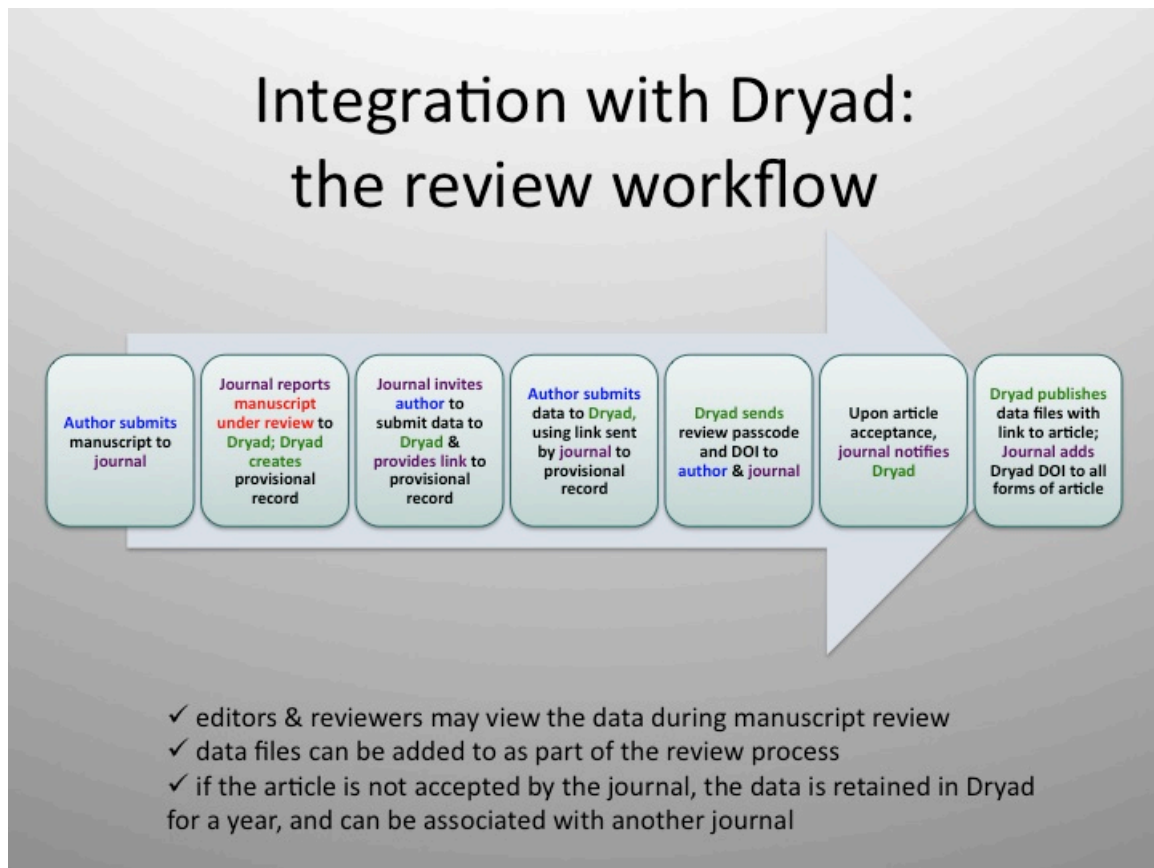 Integration with Dryad:
the review workflow
Author submits
manuscript to
journal
Journal reports
manuscript
under review to
Dryad; Dryad
creates
provisional
record
Journal invites
author to
submit data to
Dryad &
provides link to
provisional
record
Author submits
data to Dryad,
using link sent
by journal to
provisional
record
Dryad sends
review passcode
and DOI to
author & journal
Upon article
acceptance,
journal notifies
Dryad
Dryad publishes
data files with
link to article;
Journal adds
Dryad DOI to all
forms of article
✓ editors & reviewers may view the data during manuscript review
✓ data files can be added to as part of the review process
✓ if the article is not accepted by the journal, the data is retained in Dryad
for a year, and can be associated with another journal